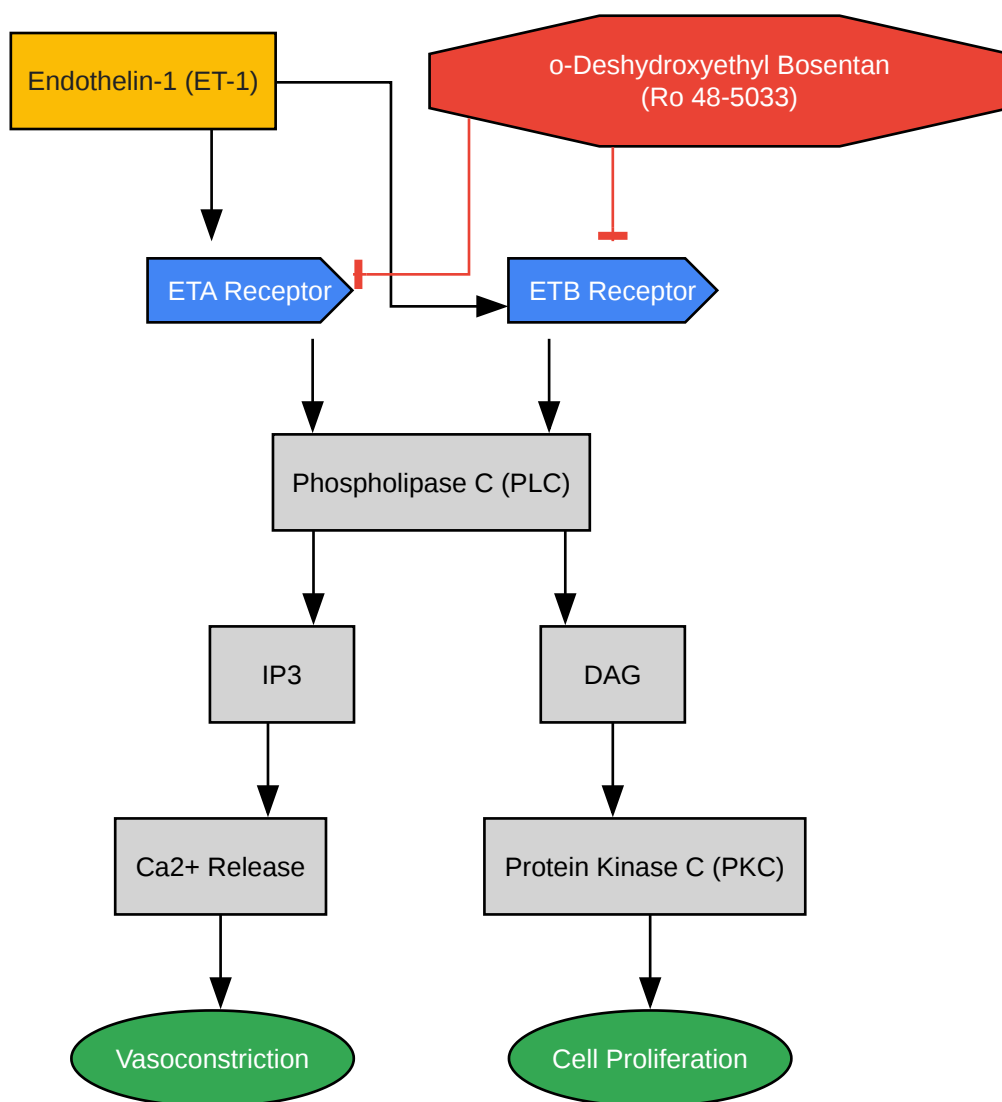 Endothelin-1 (ET-1)
o-Deshydroxyethyl Bosentan
(Ro 48-5033)
ETA Receptor
ETB Receptor
Phospholipase C (PLC)
IP3
DAG
Ca2+ Release
Protein Kinase C (PKC)
Vasoconstriction
Cell Proliferation